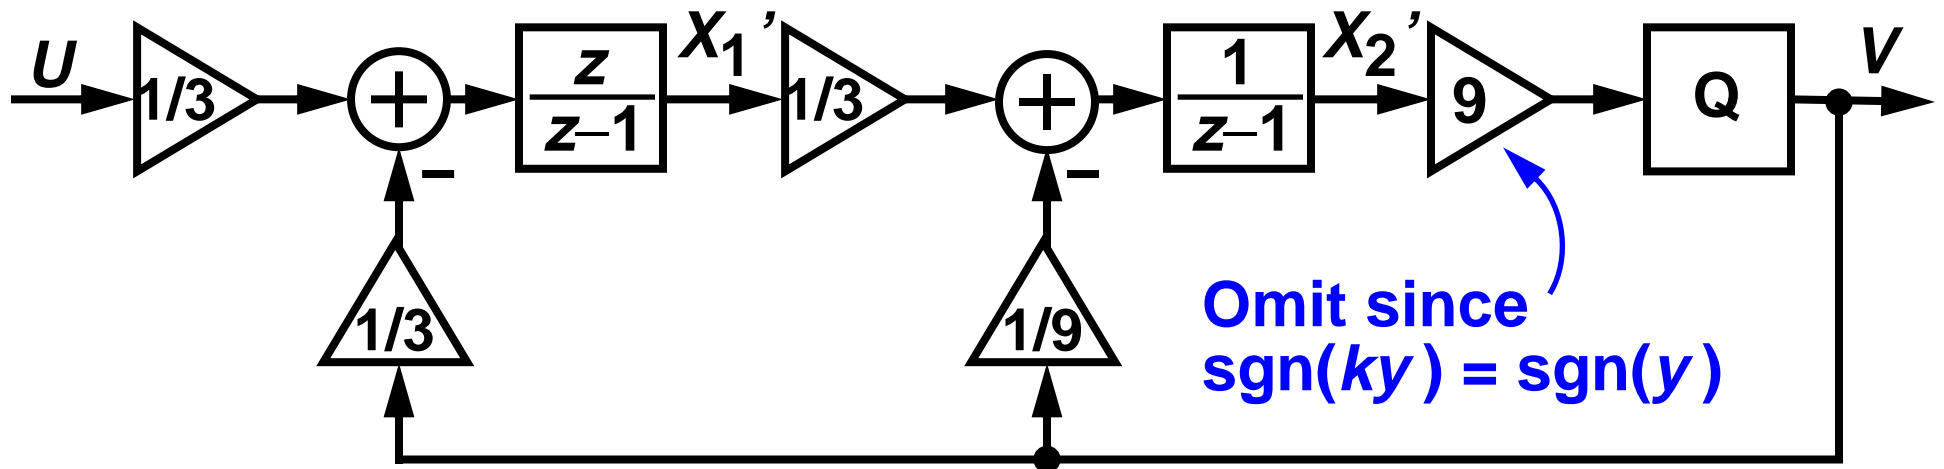 U
1/3
+
z
z–1
X1’
1/3
+
1
z–1
X2’
9
Q
V
–
–
1/3
1/9
Omit since
sgn(ky) = sgn(y)